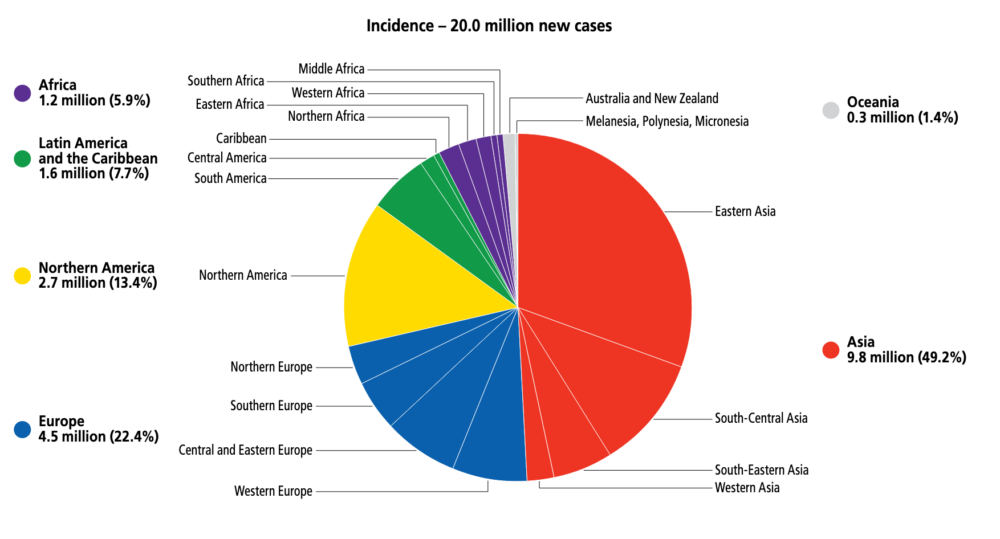 Incidence – 20.0 million new cases
Africa
1.2 million (5.9%)
Latin America
and the Caribbean
1.6 million (7.7%)
Northern America
2.7 million (13.4%)
Europe
4.5 million (22.4%)
Middle Africa
Southern Africa
Western Africa
Eastern Africa
Northern Africa
Caribbean
Central America
South America
Northern America
Northern Europe
Southern Europe
Central and Eastern Europe
Western Europe
Australia and New Zealand
Melanesia, Polynesia, Micronesia
Eastern Asia
South-Central Asia
South-Eastern Asia
Western Asia
Oceania
0.3 million (1.4%)
Asia
9.8 million (49.2%)